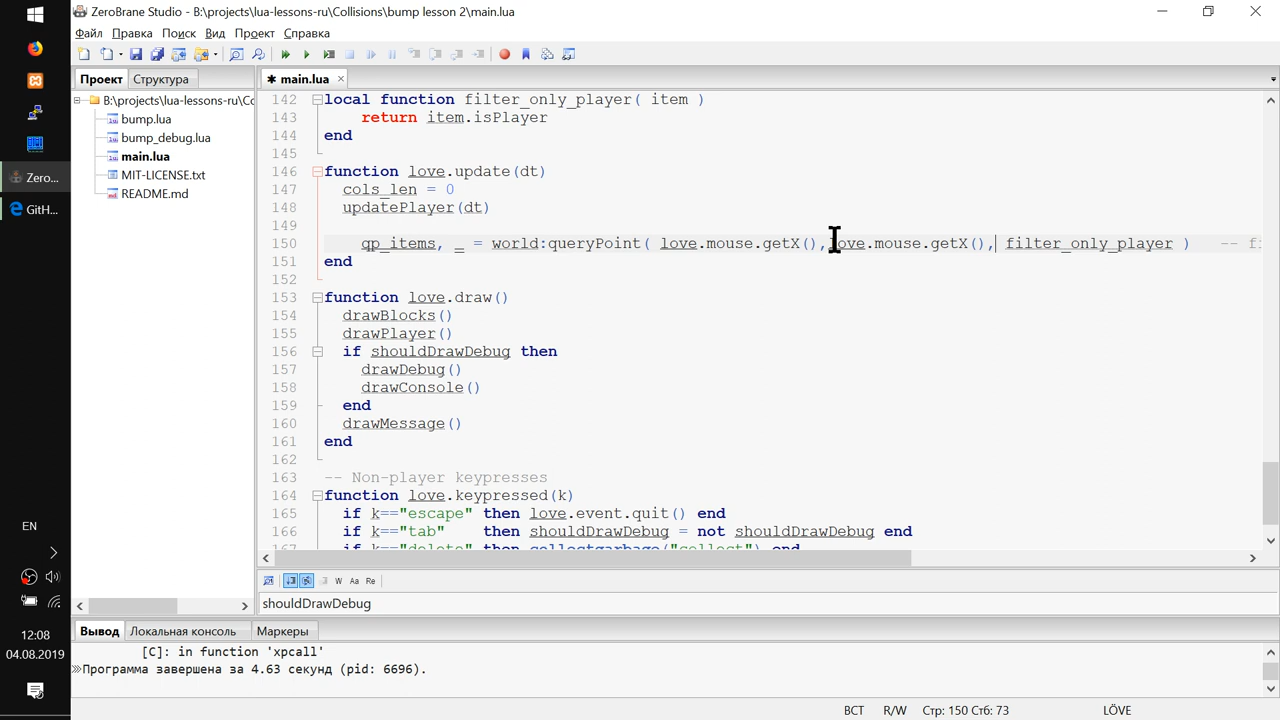 ZeroBrane Studio - B:\projects\lua-lessons-ru\Collisions\bump lesson 2\main.lua
Файл Правка Поиск Вид Проект Справка
Проект Структура
main.lua
B:\projects\lua-lessons-ru\Cc
bump.lua
bump_debug.lua
main.lua
MIT-LICENSE.txt
README.md
Zero...
GitH...
142 local function filter_only_player( item )
143 return item.isPlayer
144 end
145
146 function love.update(dt)
147 cols_len = 0
148 updatePlayer(dt)
149
150 qp_items, _ = world:queryPoint( love.mouse.getX(),love.mouse.getX(), filter_only_player ) -- f
151 end
152
153 function love.draw()
154 drawBlocks()
155 drawPlayer()
156 if shouldDrawDebug then
157 drawDebug()
158 drawConsole()
159 end
160 drawMessage()
161 end
162
163 -- Non-player keypresses
164 function love.keypressed(k)
165 if k=="escape" then love.event.quit() end
166 if k=="tab" then shouldDrawDebug = not shouldDrawDebug end
167 if k=="delete" then collectgarbage("collect") end
W Aa Re
shouldDrawDebug
Вывод Локальная консоль Маркеры
[C]: in function 'xpcall'
Программа завершена за 4.63 секунд (pid: 6696).
EN
12:08
04.08.2019
ВСТ R/W Стр: 150 Стб: 73 LÖVE